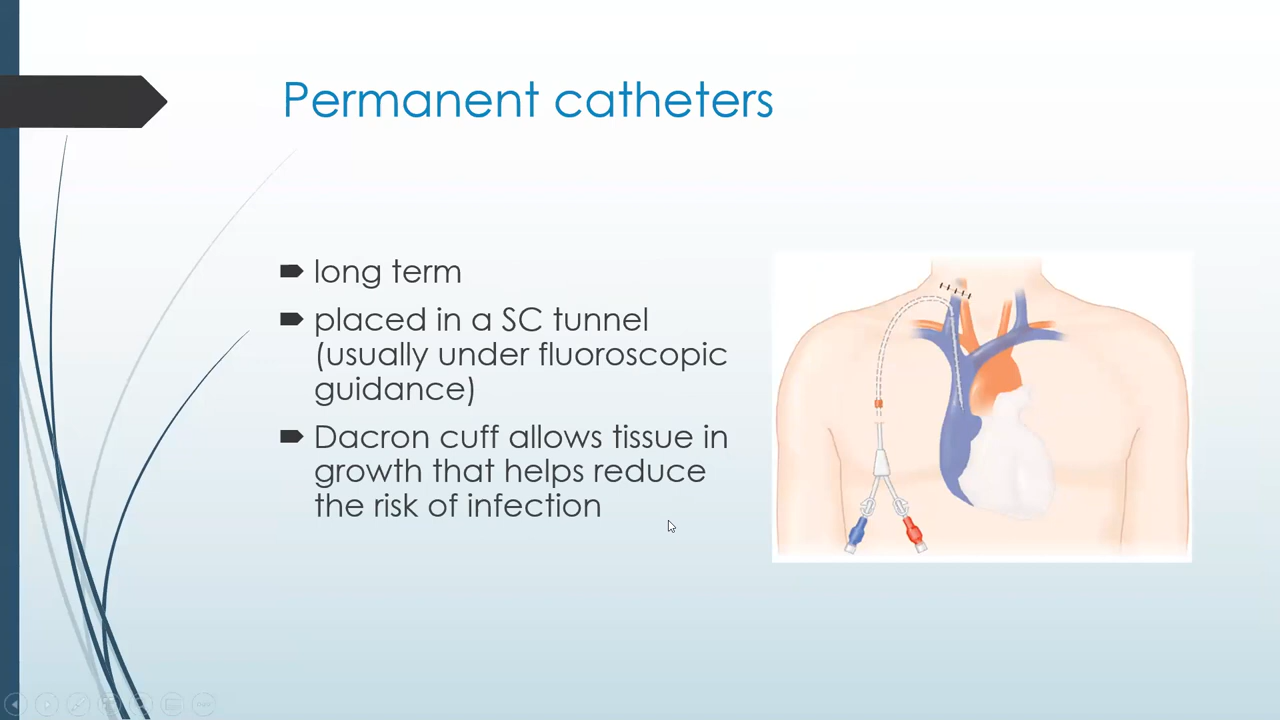 Permanent catheters
long term
placed in a SC tunnel
(usually under fluoroscopic
guidance)
Dacron cuff allows tissue in
growth that helps reduce
the risk of infection